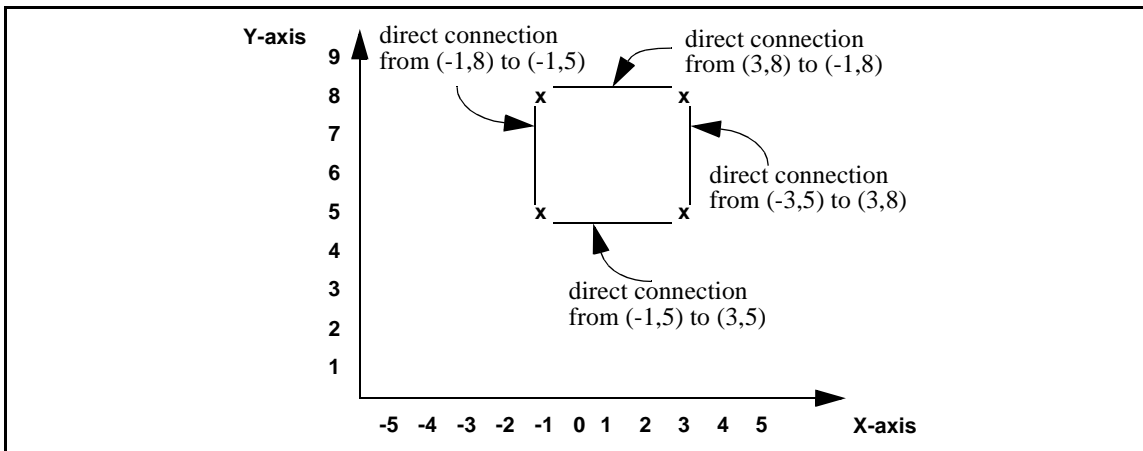 Y-axis
direct connection
from (-1,8) to (-1,5)
direct connection
from (3,8) to (-1,8)
9
8
x
x
7
6
direct connection
from (-3,5) to (3,8)
5
x
x
4
3
direct connection
from (-1,5) to (3,5)
2
1
-5 -4 -3 -2 -1 0 1 2 3 4 5
X-axis